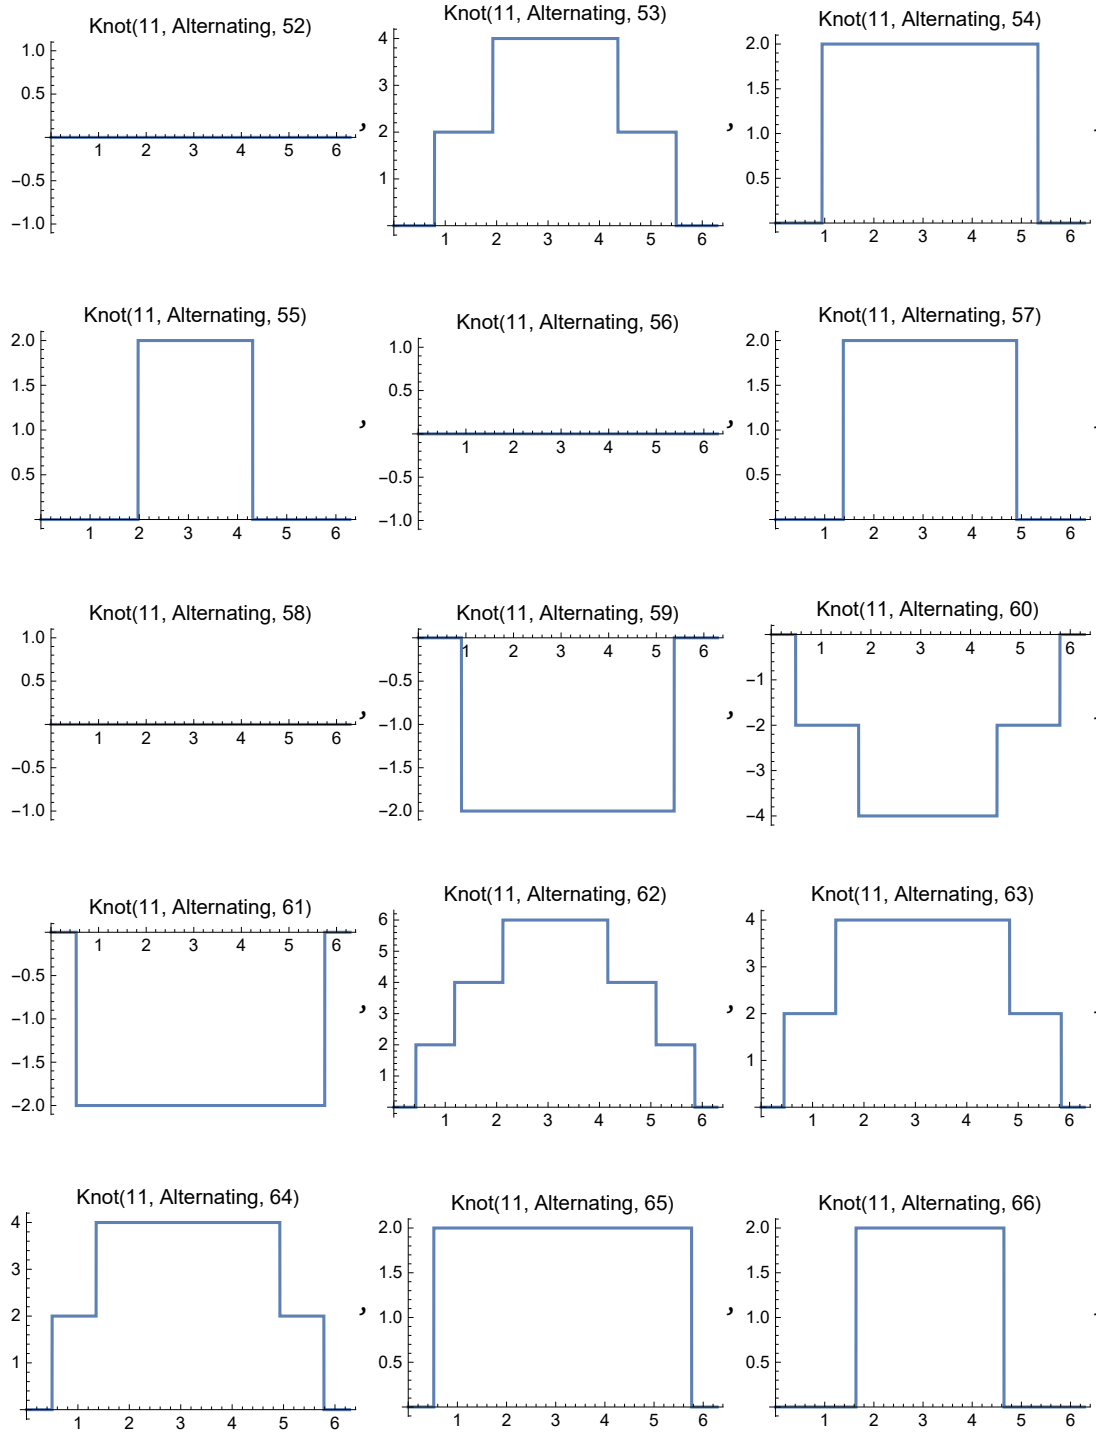 Knot(11, Alternating, 52)
1.0
0.5
1 2 3 4 5 6
−0.5
−1.0
,
Knot(11, Alternating, 53)
4
3
2
1
1 2 3 4 5 6
,
Knot(11, Alternating, 54)
2.0
1.5
1.0
0.5
1 2 3 4 5 6
Knot(11, Alternating, 55)
2.0
1.5
1.0
0.5
1 2 3 4 5 6
,
Knot(11, Alternating, 56)
1.0
0.5
1 2 3 4 5 6
−0.5
−1.0
,
Knot(11, Alternating, 57)
2.0
1.5
1.0
0.5
1 2 3 4 5 6
Knot(11, Alternating, 58)
1.0
0.5
1 2 3 4 5 6
−0.5
−1.0
,
Knot(11, Alternating, 59)
1 2 3 4 5 6
−0.5
−1.0
−1.5
−2.0
,
Knot(11, Alternating, 60)
1 2 3 4 5 6
−1
−2
−3
−4
Knot(11, Alternating, 61)
1 2 3 4 5 6
−0.5
−1.0
−1.5
−2.0
,
Knot(11, Alternating, 62)
6
5
4
3
2
1
1 2 3 4 5 6
,
Knot(11, Alternating, 63)
4
3
2
1
1 2 3 4 5 6
Knot(11, Alternating, 64)
4
3
2
1
1 2 3 4 5 6
,
Knot(11, Alternating, 65)
2.0
1.5
1.0
0.5
1 2 3 4 5 6
,
Knot(11, Alternating, 66)
2.0
1.5
1.0
0.5
1 2 3 4 5 6